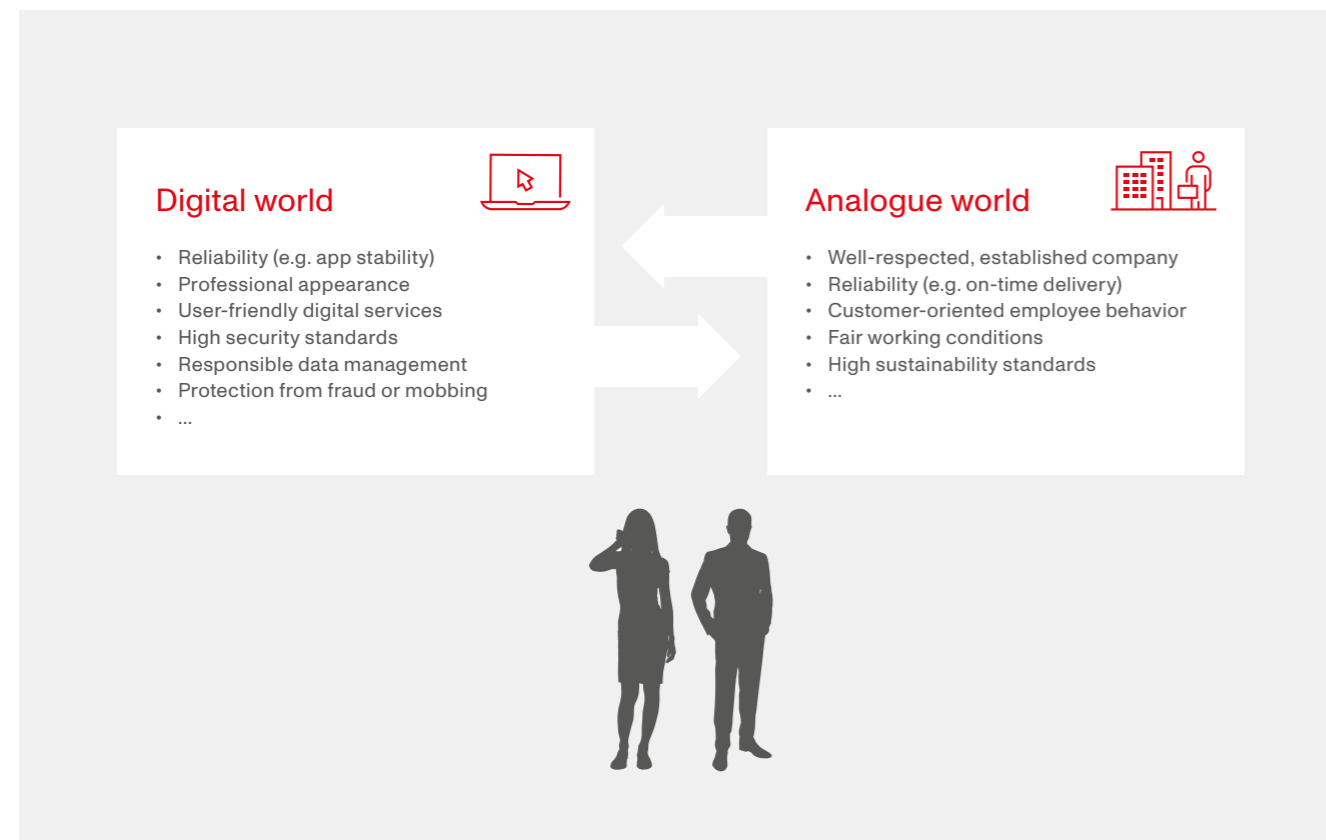 Digital world
• Reliability (e.g. app stability)
• Professional appearance
• User-friendly digital services
• High security standards
• Responsible data management
• Protection from fraud or mobbing
• ...
Analogue world
• Well-respected, established company
• Reliability (e.g. on-time delivery)
• Customer-oriented employee behavior
• Fair working conditions
• High sustainability standards
• ...